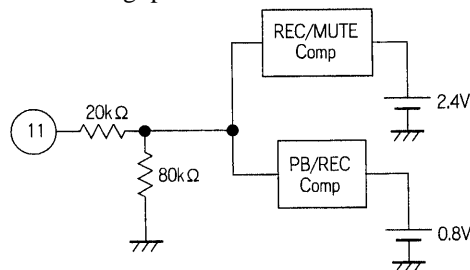 REC/MUTE
Comp
2.4V
20kΩ
11
80kΩ
PB/REC
Comp
0.8V